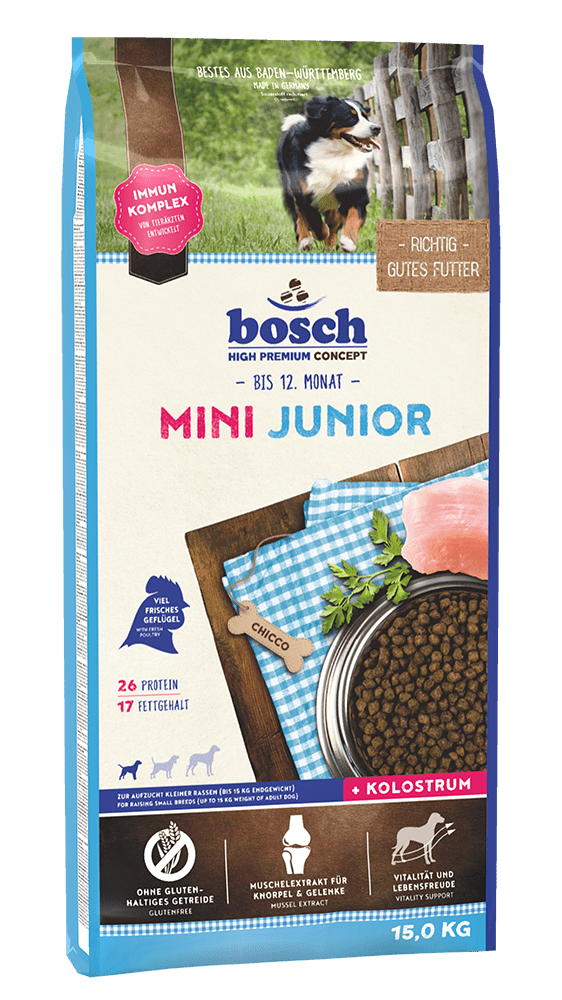 BESTES AUS BADEN-WÜRTTEMBERG
MADE IN GERMANY
IMMUN
KOMPLEX
VON TIERÄRZTEN
ENTWICKELT
- RICHTIG -
GUTES FUTTER
bosch
HIGH PREMIUM CONCEPT
- BIS 12. MONAT -
MINI JUNIOR
VIEL
FRISCHES
GEFLÜGEL
WITH FRESH
POULTRY
CHICCO
26 PROTEIN
17 FETTGEHALT
ZUR AUFZUCHT KLEINER RASSEN (BIS 15 KG ENDGEWICHT)
FOR RAISING SMALL BREEDS (UP TO 15 KG WEIGHT OF ADULT DOG)
+ KOLOSTRUM
OHNE GLUTEN-
HALTIGES GETREIDE
GLUTENFREE
MUSCHELEXTRAKT FÜR
KNORPEL & GELENKE
MUSSEL EXTRACT
VITALITÄT UND
LEBENSFREUDE
VITALITY SUPPORT
15,0 KG